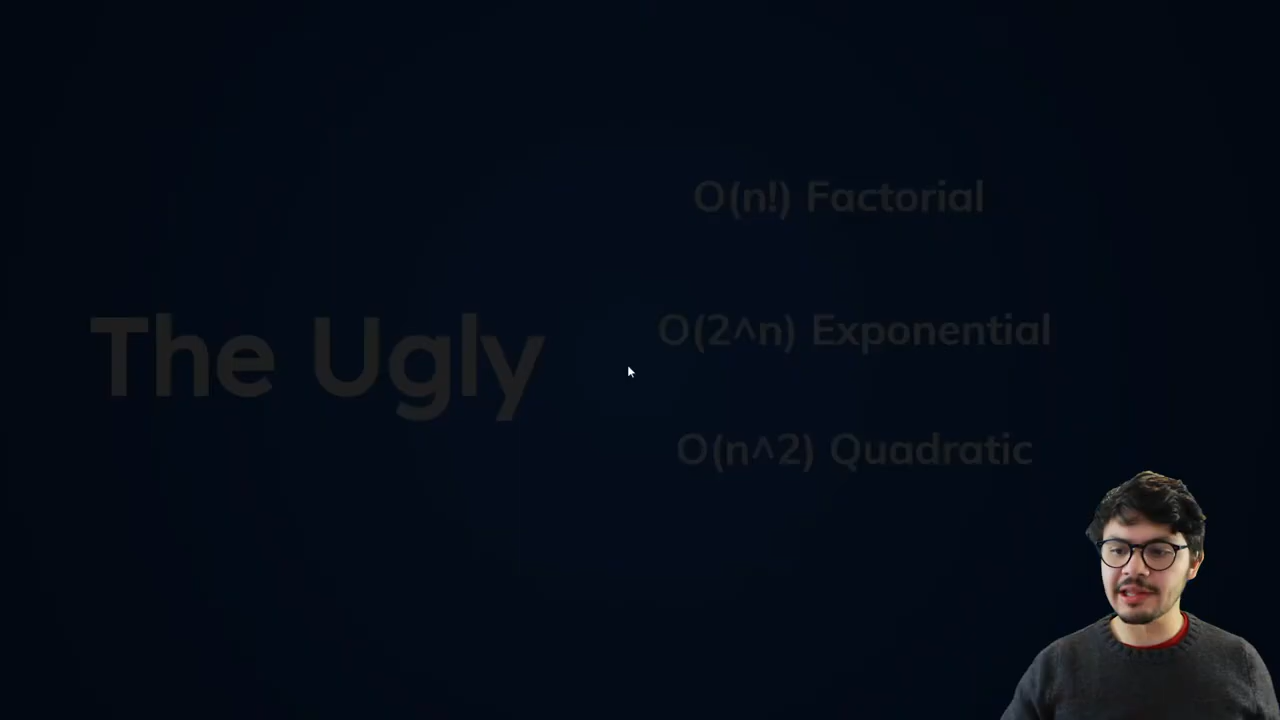 The Ugly
O(n!) Factorial
O(2^n) Exponential
O(n^2) Quadratic